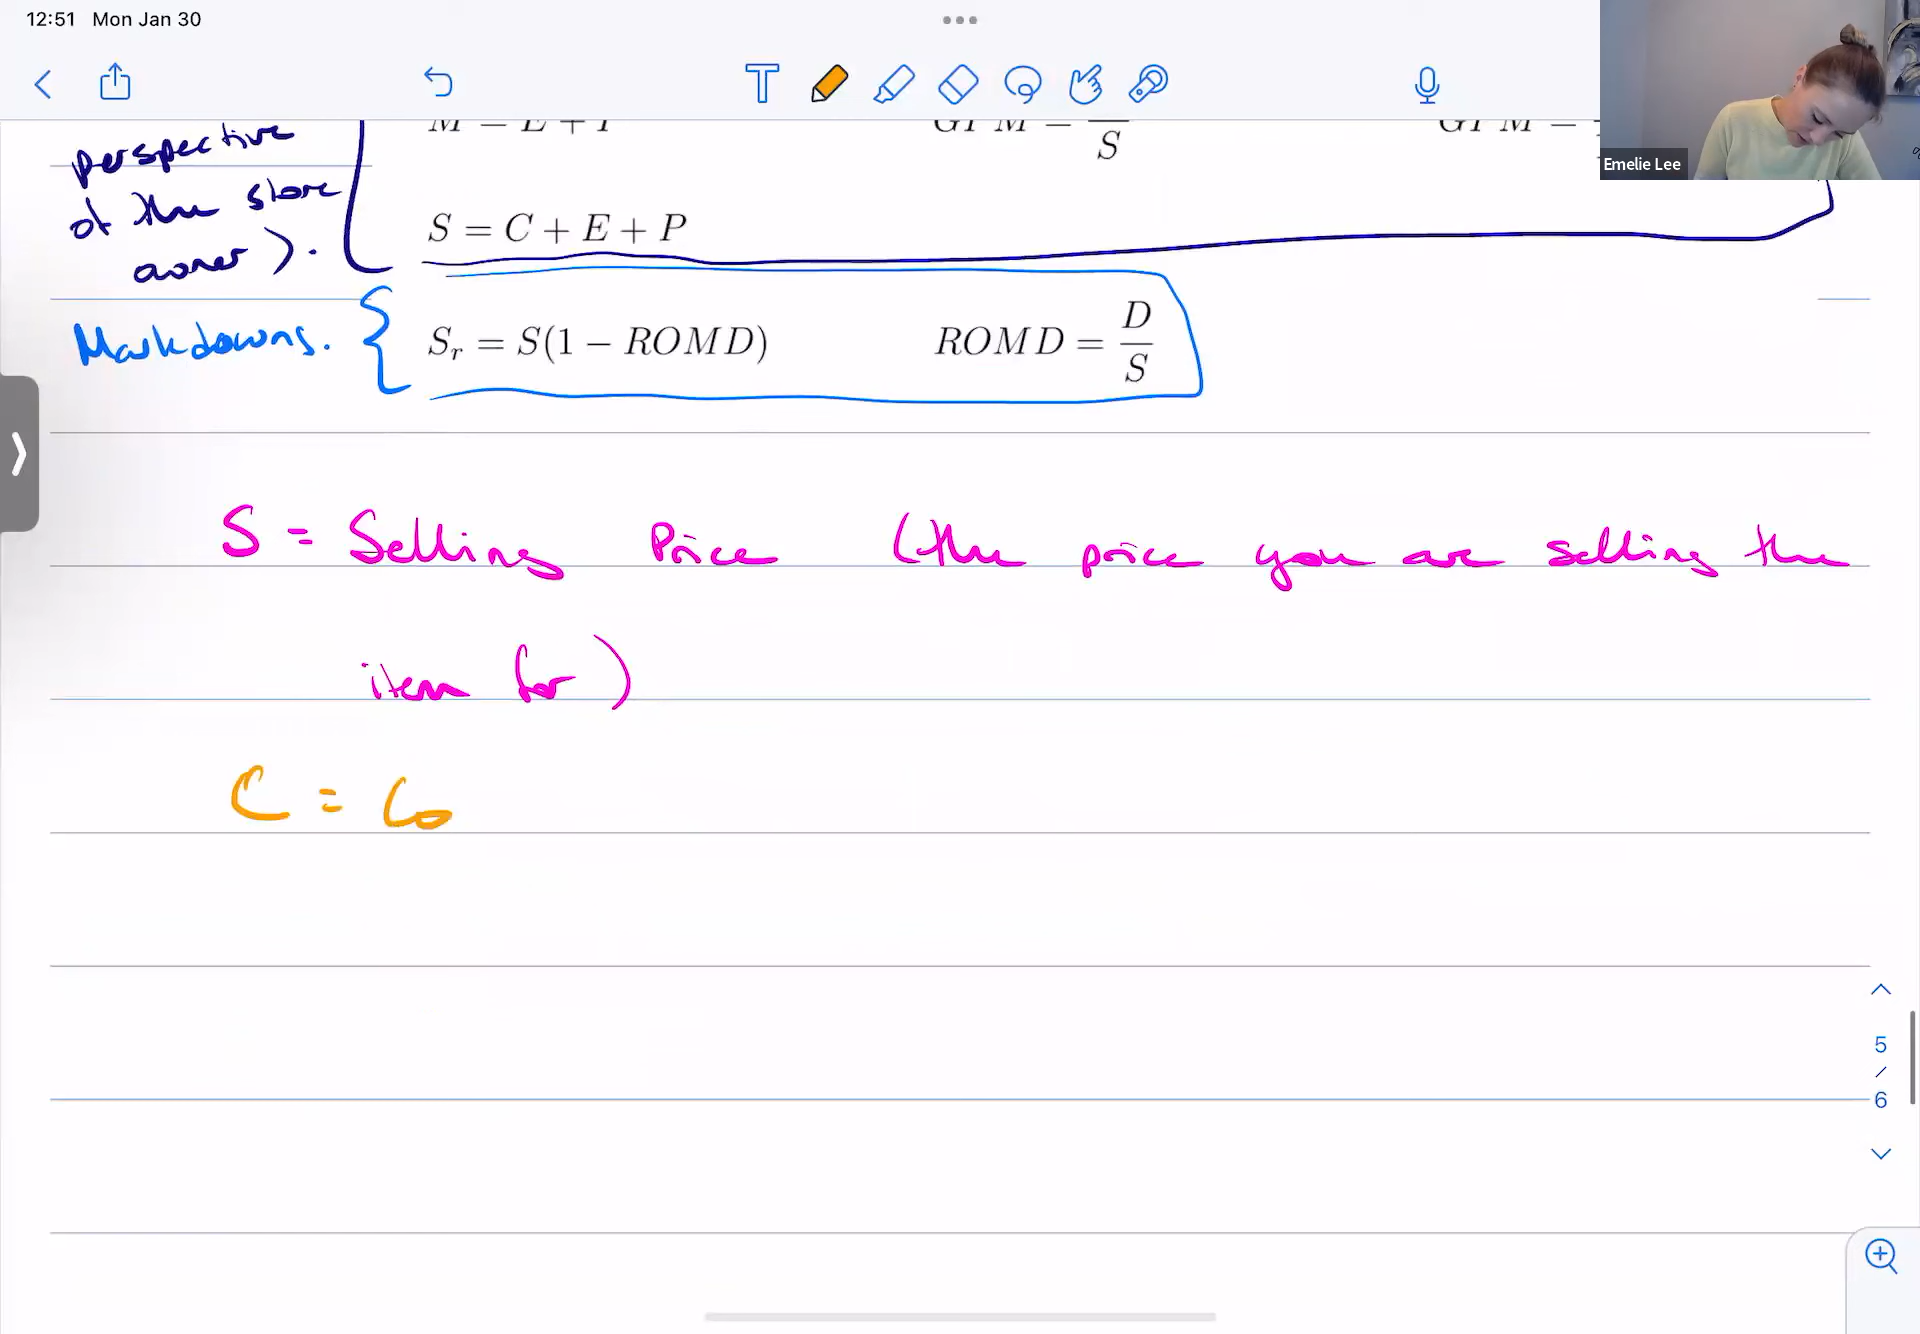 12:51 Mon Jan 30
Emelie Lee
perspective
of the store
owner).
M = E + P
S
S = C + E + P
Markdowns.
S_r = S(1 − ROMD)
ROMD = D/S
S = Selling Price (the price you are selling the
item for)
C = Co
5
/
6